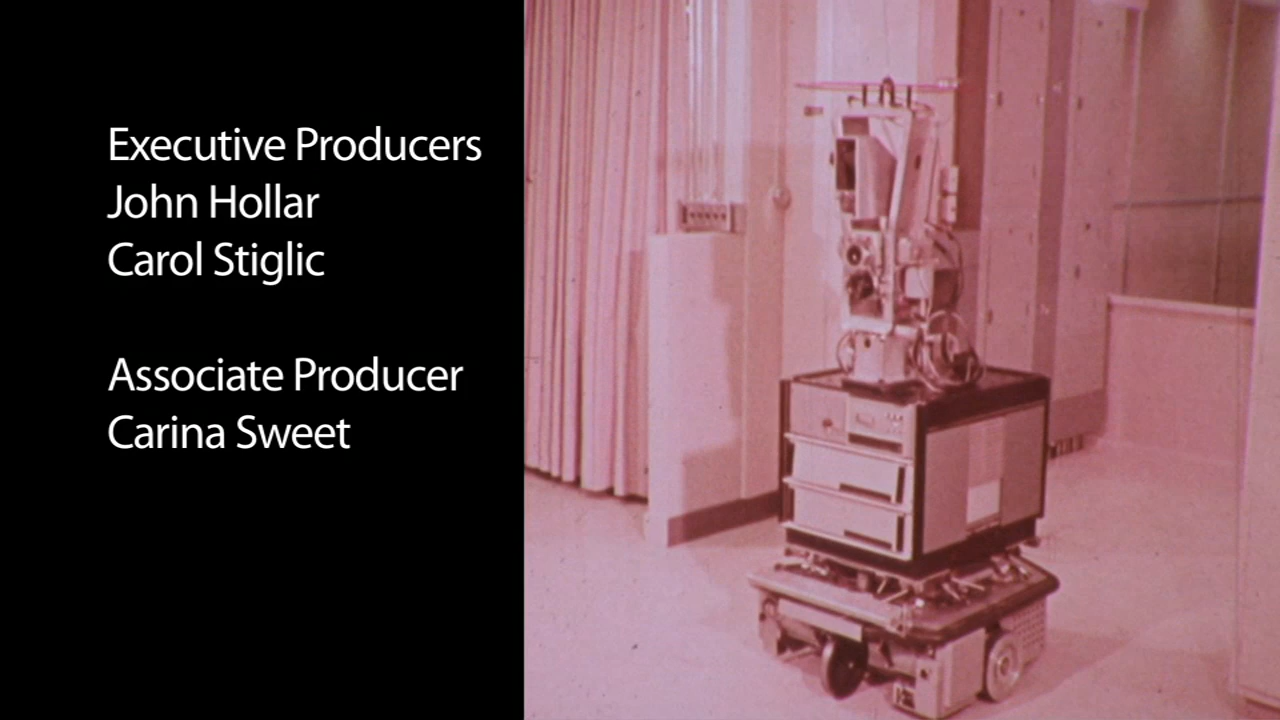 Executive Producers
John Hollar
Carol Stiglic
Associate Producer
Carina Sweet